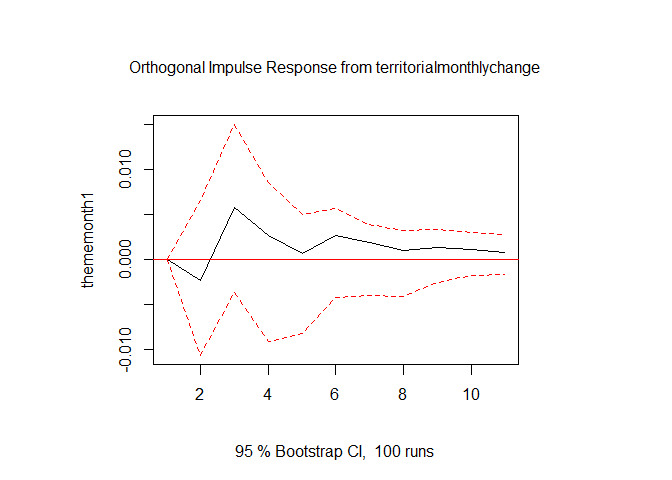 Orthogonal Impulse Response from territorialmonthlychange
thememonth1
0.010
0.000
-0.010
2 4 6 8 10
95 % Bootstrap CI, 100 runs